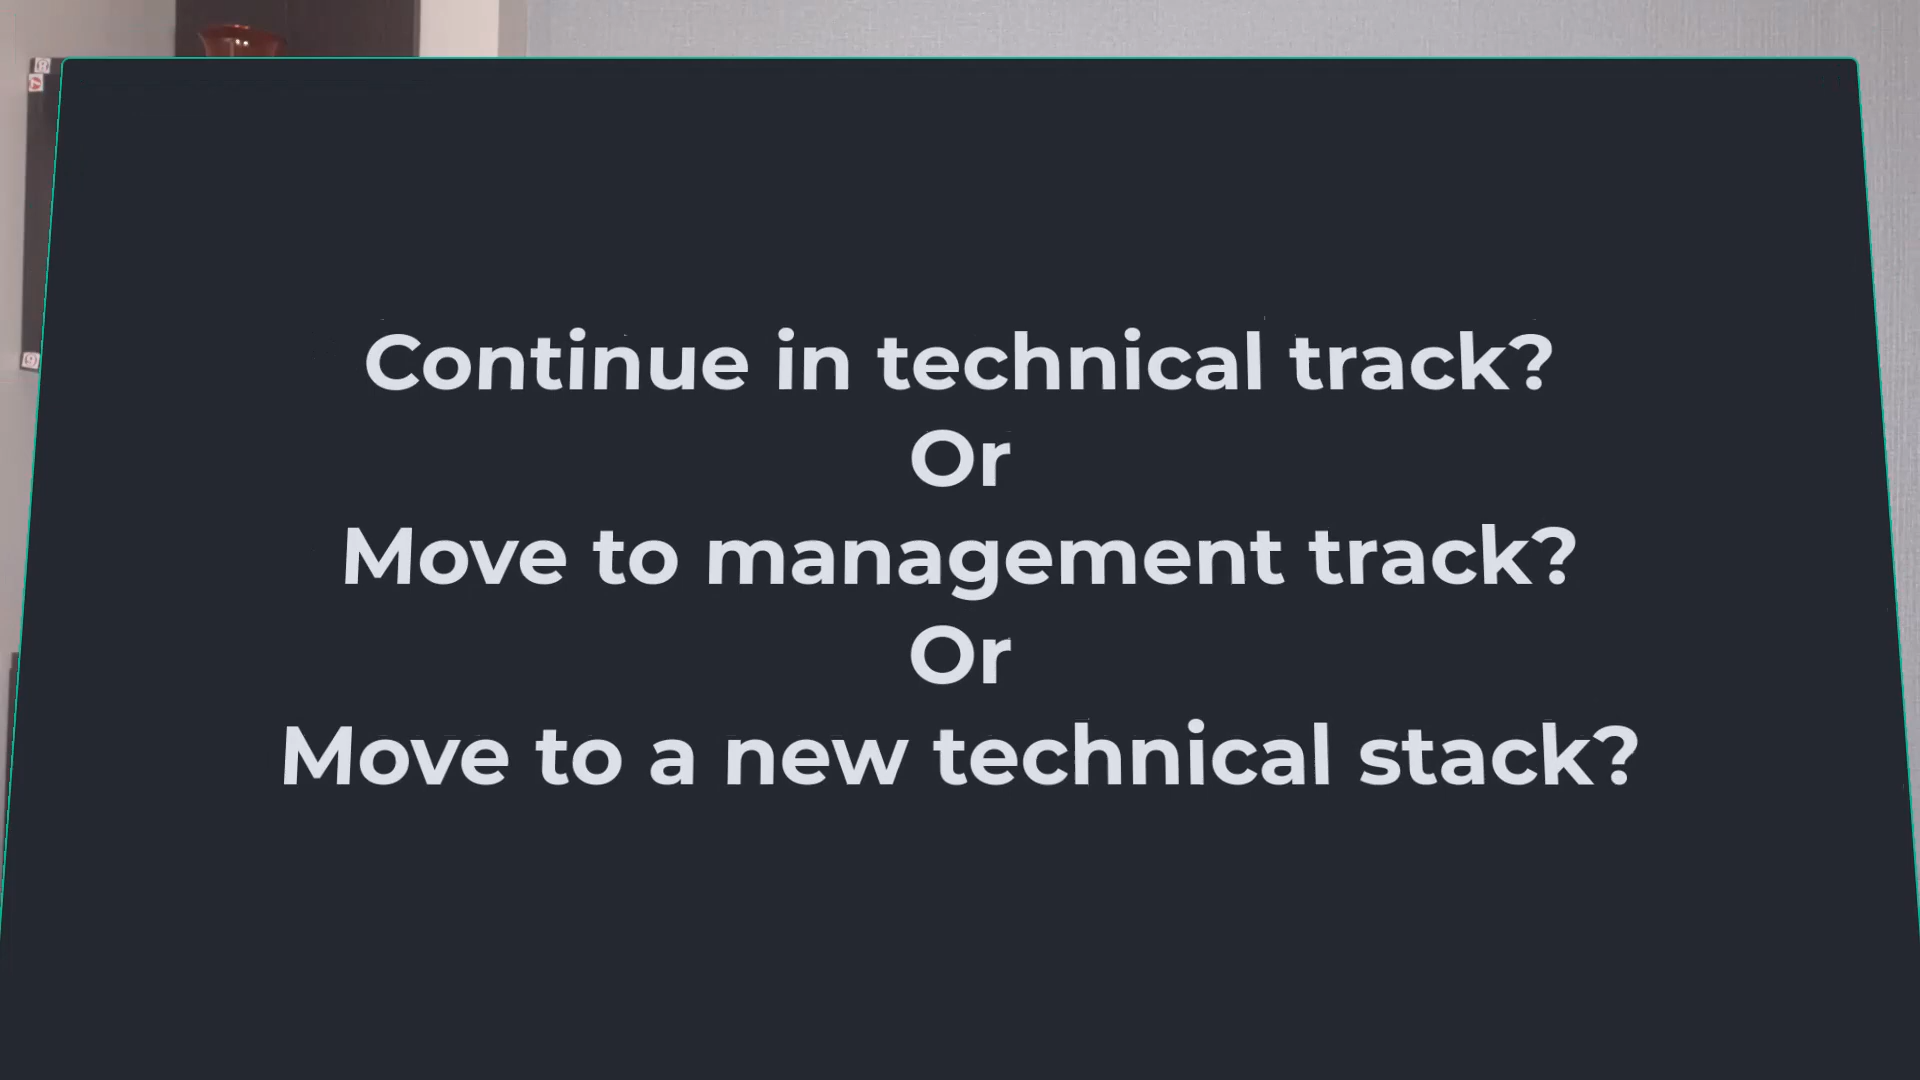 Continue in technical track?
Or
Move to management track?
Or
Move to a new technical stack?